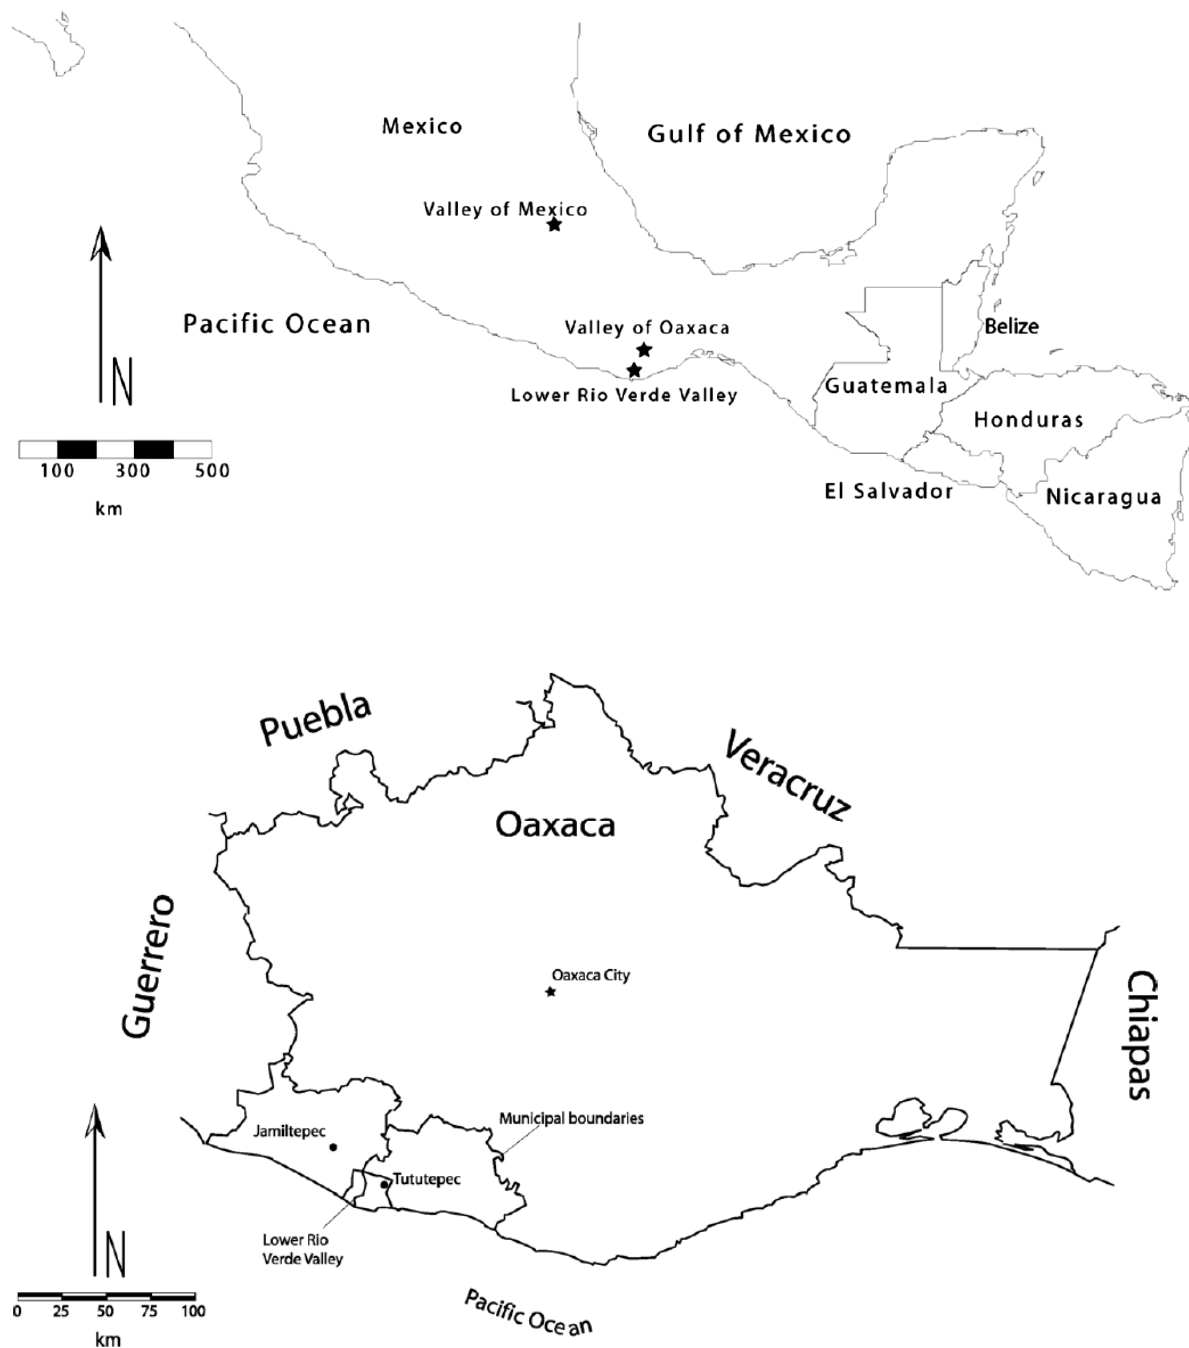 Mexico
Gulf of Mexico
Valley of Mexico
Pacific Ocean
Valley of Oaxaca
Belize
Lower Rio Verde Valley
Guatemala
Honduras
El Salvador
Nicaragua
N
100 300 500
km
Puebla
Veracruz
Oaxaca
Guerrero
Oaxaca City
Chiapas
Municipal boundaries
Jamiltepec
Tututepec
Lower Rio
Verde Valley
N
0 25 50 75 100
km
Pacific Ocean